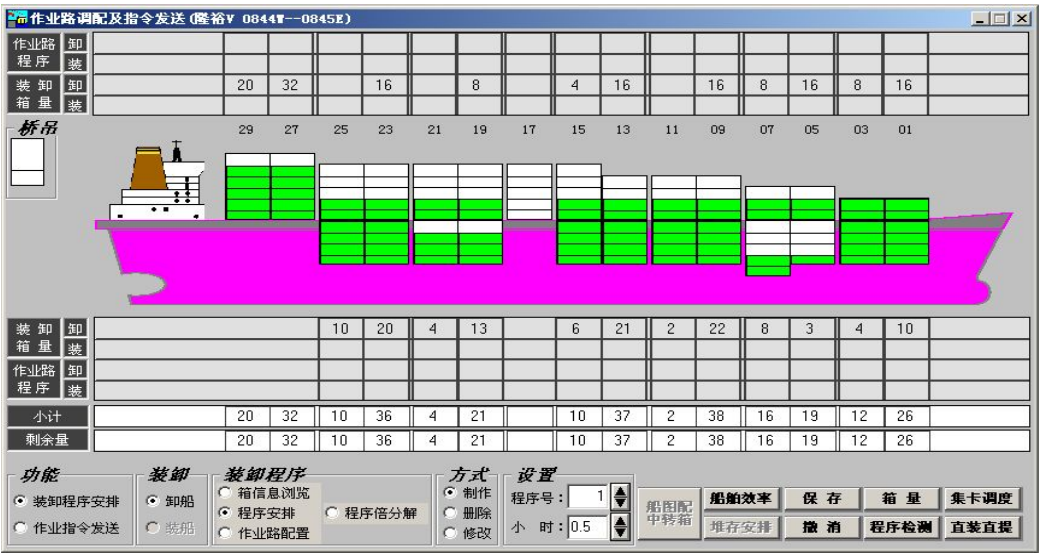 作业路调配及指令发送(隆裕V 0844W--0845E)
作业路程序 卸
装
装卸箱量 卸 20 32 16 8 4 16 16 8 16 8 16
装
桥吊
29 27 25 23 21 19 17 15 13 11 09 07 05 03 01
装卸箱量 卸 10 20 4 13 6 21 2 22 8 3 4 10
装
作业路程序 卸
装
小计 20 32 10 36 4 21 10 37 2 38 16 19 12 26
剩余量 20 32 10 36 4 21 10 37 2 38 16 19 12 26
功能 装卸 装卸程序 方式 设置
装卸程序安排 卸船 箱信息浏览 制作 程序号: 1
程序安排 程序倍分解 删除
作业指令发送 装船 作业路配置 修改 小 时: 0.5
船图配中转箱 船舶效率 保存 箱量 集卡调度
堆存安排 撤消 程序检测 直装直提